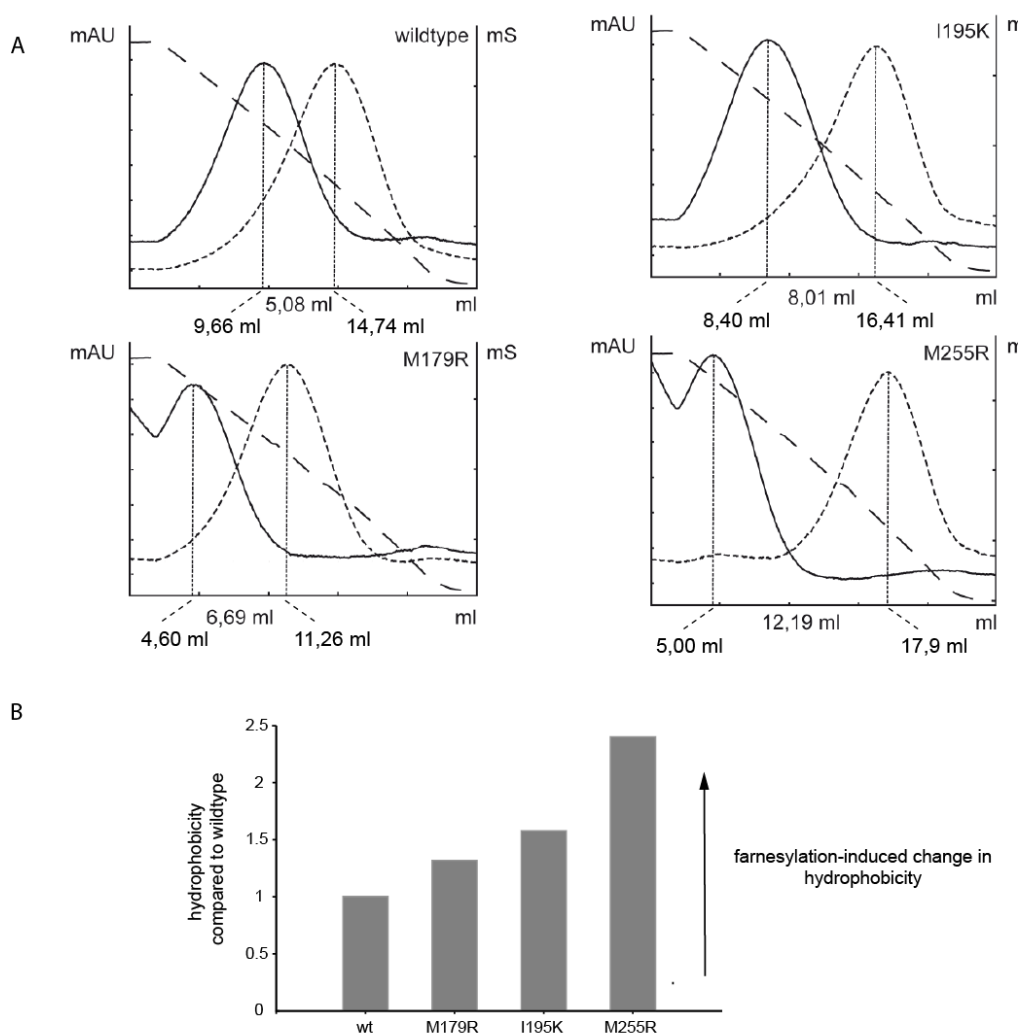 A
mAU
wildtype
mS
5,08 ml
ml
9,66 ml
14,74 ml
mAU
I195K
m
8,01 ml
ml
8,40 ml
16,41 ml
mAU
M179R
mS
6,69 ml
ml
4,60 ml
11,26 ml
mAU
M255R
m
12,19 ml
ml
5,00 ml
17,9 ml
B
hydrophobicity
compared to wildtype
2.5
2
1.5
1
0.5
0
wt
M179R
I195K
M255R
farnesylation-induced change in
hydrophobicity